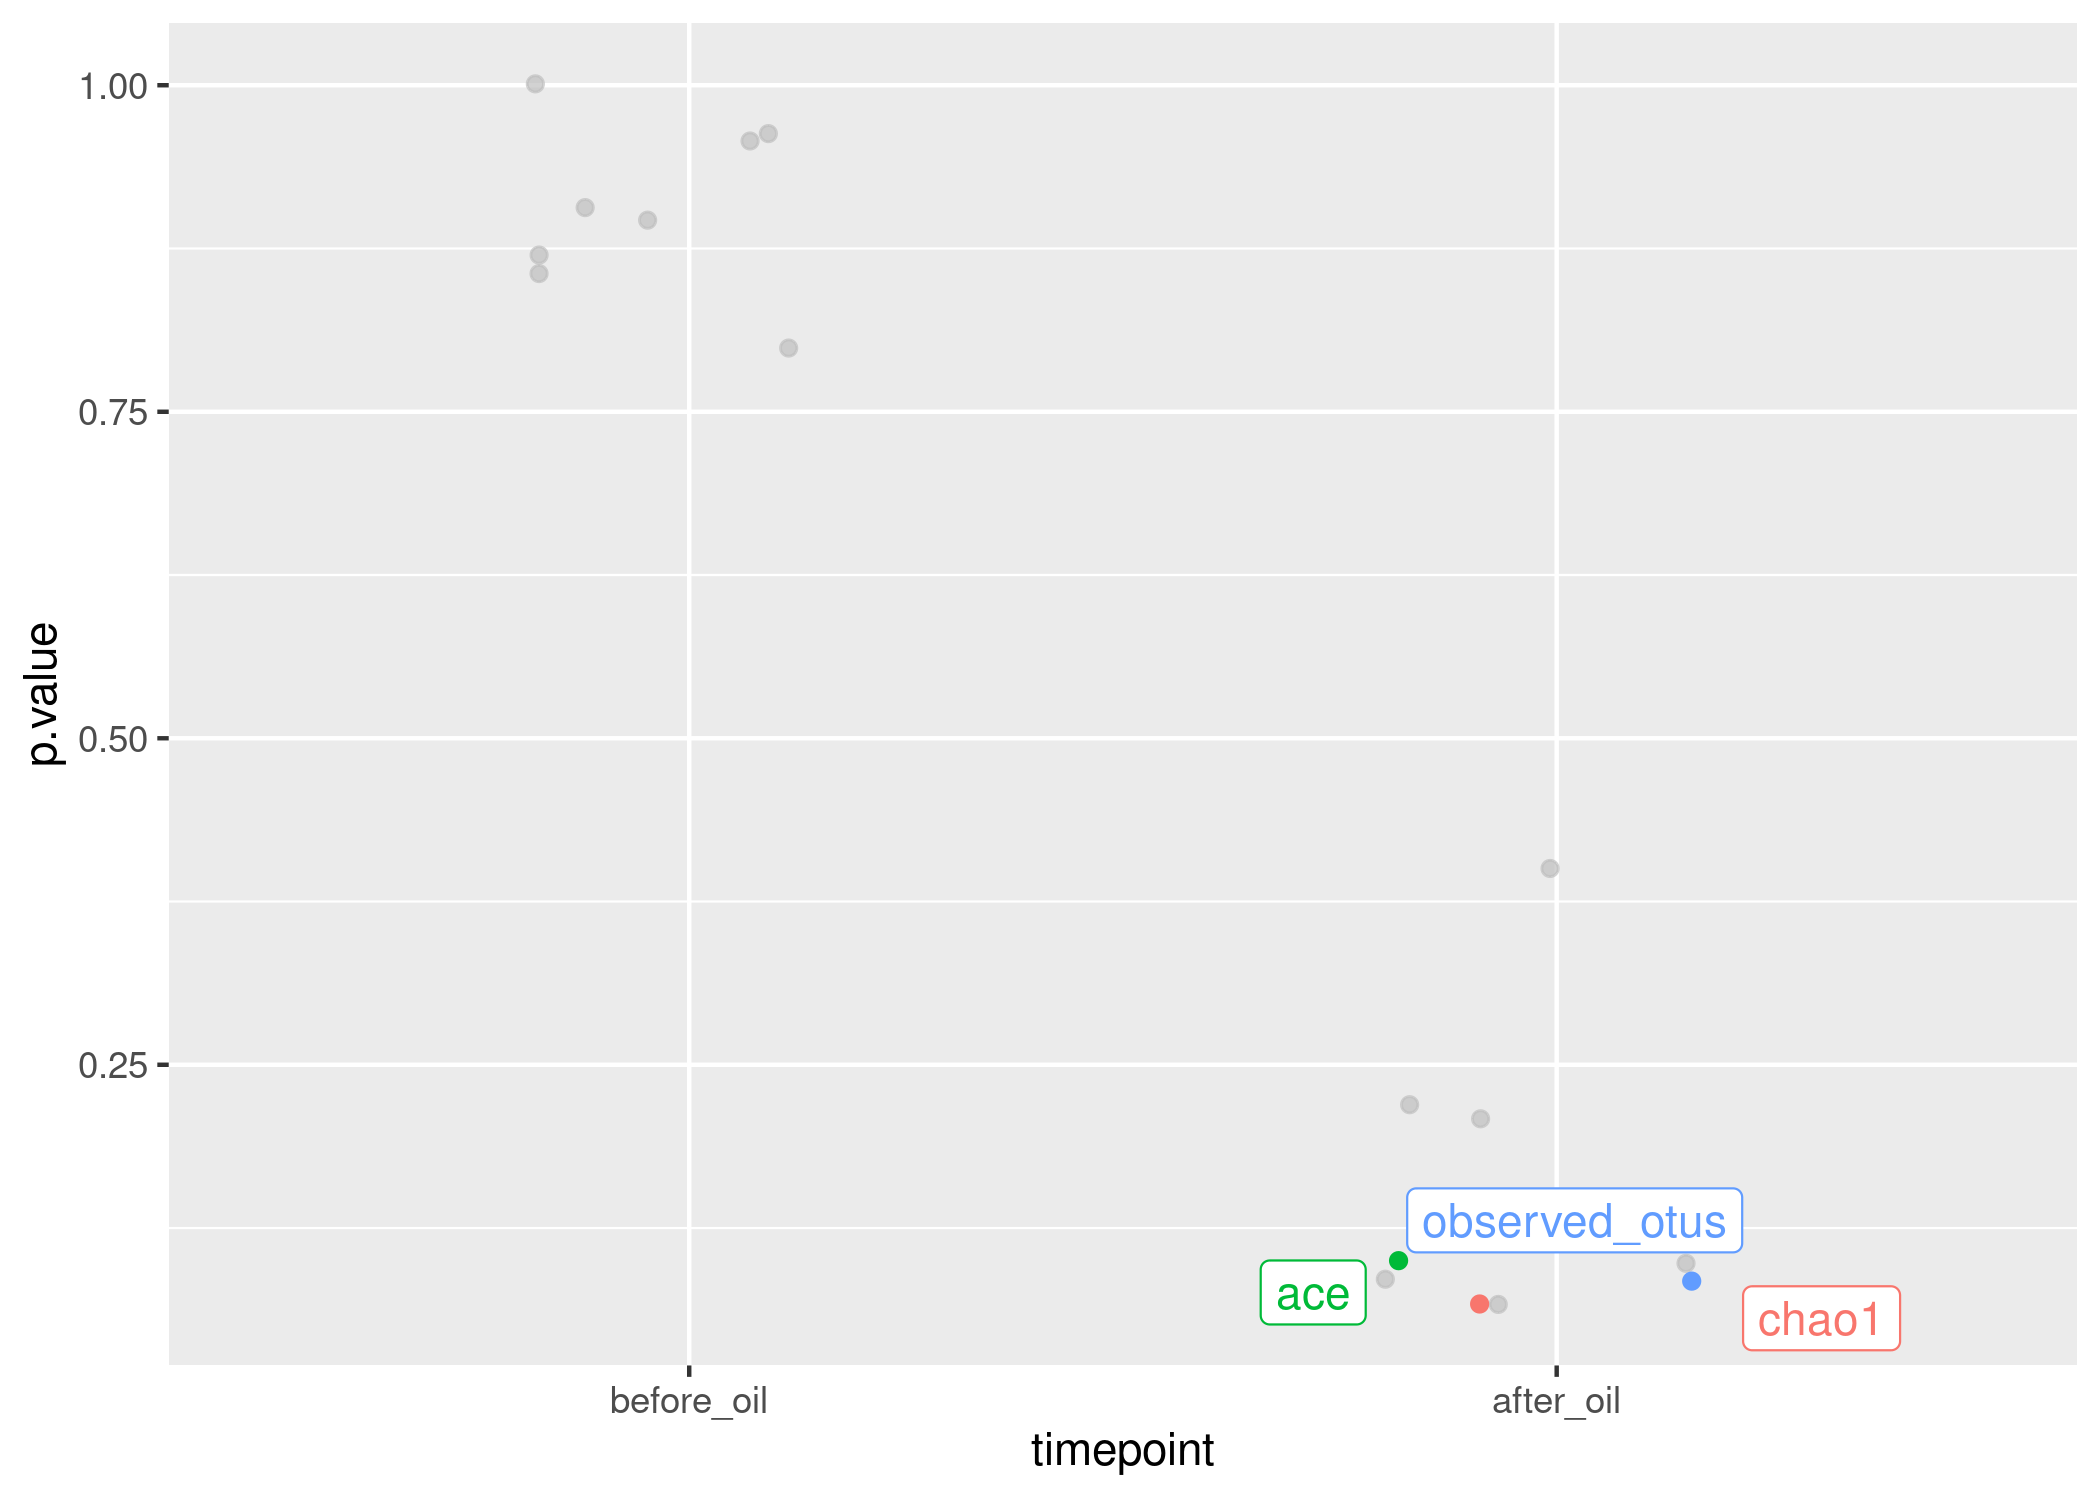 1.00
0.75
0.50
0.25
p.value
observed_otus
ace
chao1
before_oil
after_oil
timepoint